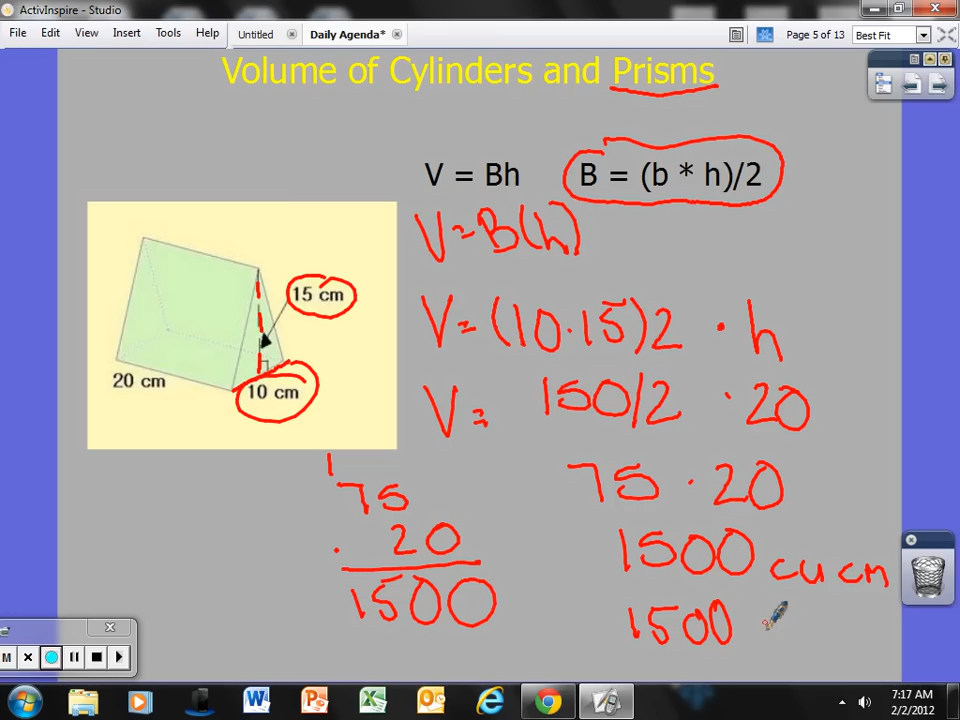 ActivInspire - Studio
File Edit View Insert Tools Help Untitled Daily Agenda* Page 5 of 13 Best Fit
Volume of Cylinders and Prisms
V = Bh B = (b * h)/2
V=B(h)
15 cm
V=(10.15)2 · h
20 cm
10 cm
V= 150/2 · 20
75 · 20
1
75
. 20
1500
1500 cu cm
1500
M
7:17 AM
2/2/2012